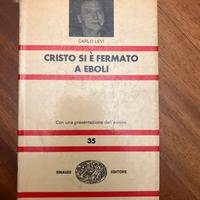 CARLO LEVI
CRISTO SI È FERMATO
A EBOLI
Con una presentazione dell'autore
35
EINAUDI EDITORE